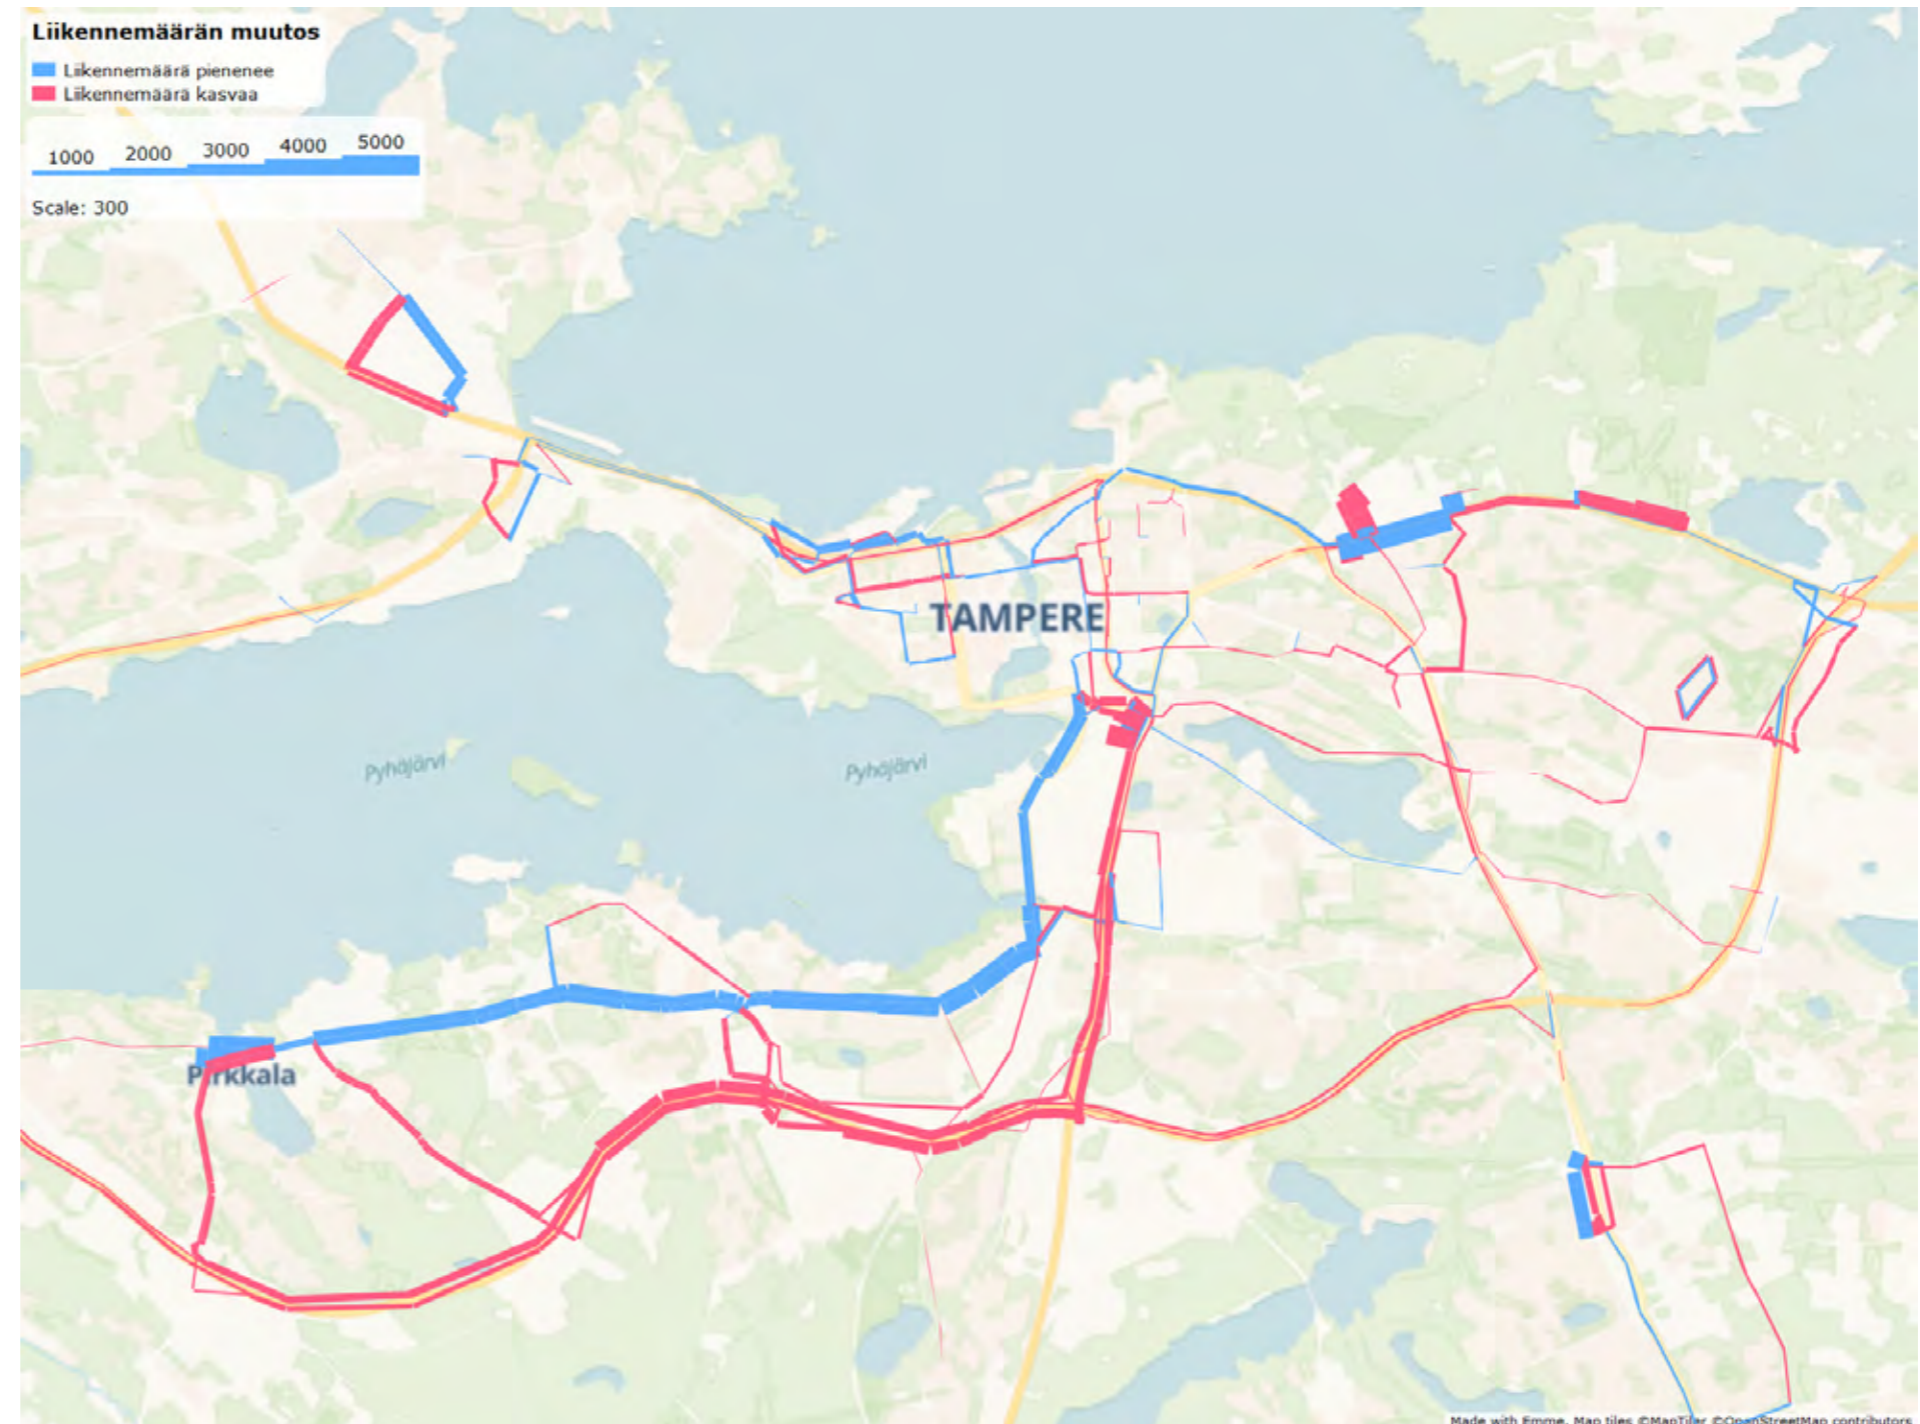 Liikennemäärän muutos
Liikennemäärä pienenee
Liikennemäärä kasvaa
1000 2000 3000 4000 5000
Scale: 300
TAMPERE
Pyhäjärvi
Pyhäjärvi
Pirkkala
Made with Emme, Map tiles ©MapTiler ©OpenStreetMap contributors